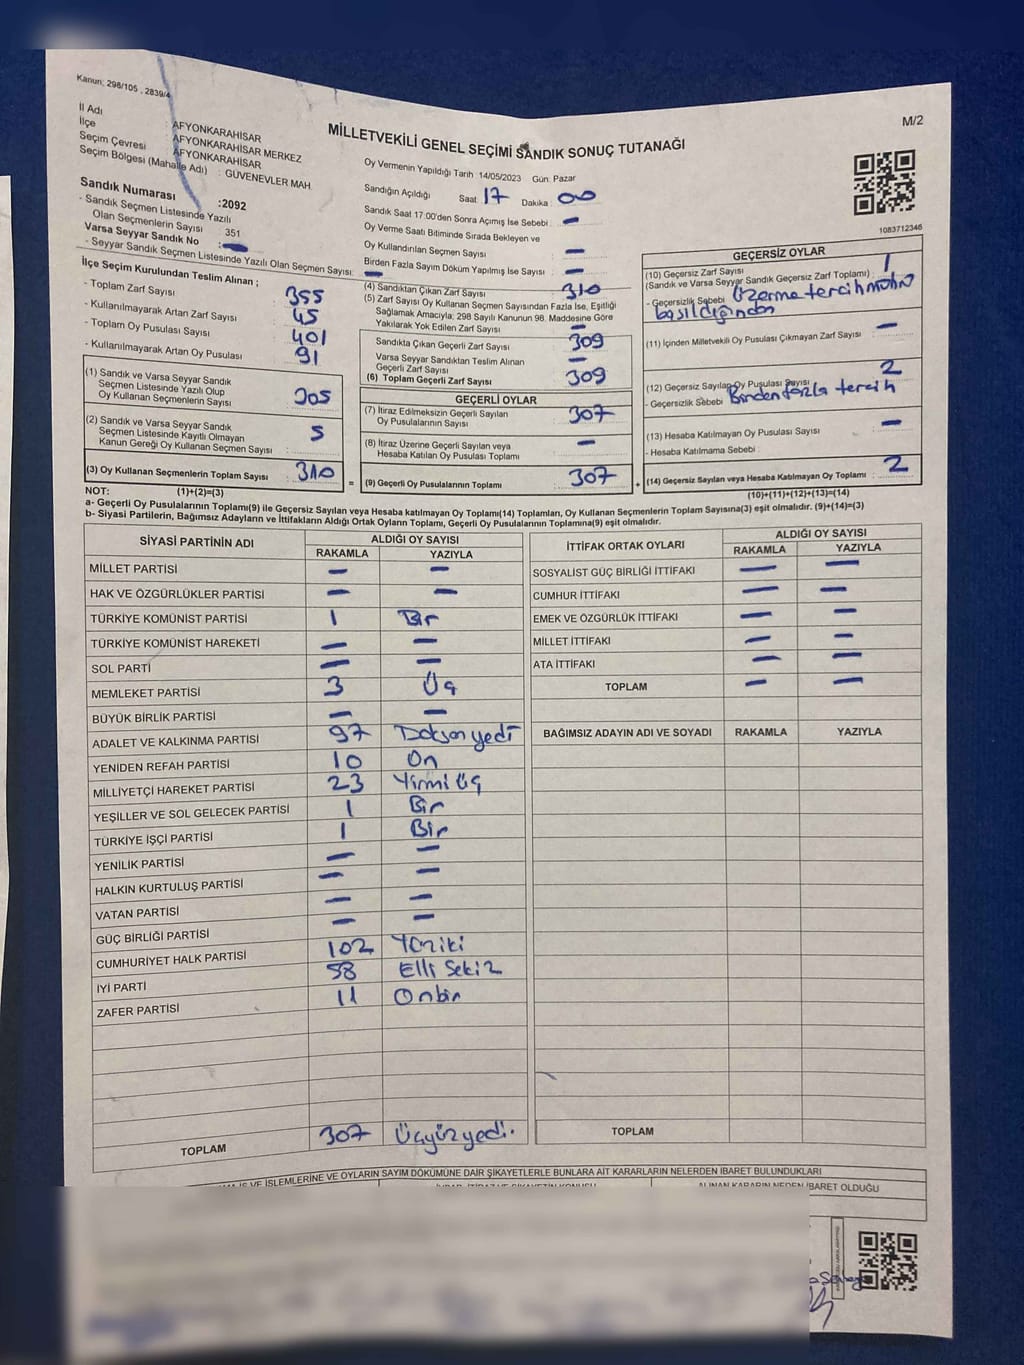 Kanun: 298/105 , 2839/4
M/2
MİLLETVEKİLİ GENEL SEÇİMİ SANDIK SONUÇ TUTANAĞI
İl Adı : AFYONKARAHİSAR
İlçe : AFYONKARAHİSAR MERKEZ
Seçim Çevresi : AFYONKARAHİSAR
Seçim Bölgesi (Mahalle Adı) : GÜVENEVLER MAH.
Sandık Numarası :2092
- Sandık Seçmen Listesinde Yazılı
Olan Seçmenlerin Sayısı 351
Varsa Seyyar Sandık No : -
- Seyyar Sandık Seçmen Listesinde Yazılı Olan Seçmen Sayısı: -
Oy Vermenin Yapıldığı Tarih 14/05/2023 Gün: Pazar
Sandığın Açıldığı Saat 17 Dakika 00
Sandık Saat 17:00'den Sonra Açımış İse Sebebi : -
Oy Verme Saati Bitiminde Sırada Bekleyen ve
Oy Kullandırılan Seçmen Sayısı : -
Birden Fazla Sayım Döküm Yapılmış İse Sayısı : -
1083712346
İlçe Seçim Kurulundan Teslim Alınan ;
- Toplam Zarf Sayısı : 355
- Kullanılmayarak Artan Zarf Sayısı : 45
- Toplam Oy Pusulası Sayısı : 401
- Kullanılmayarak Artan Oy Pusulası : 91
(1) Sandık ve Varsa Seyyar Sandık
Seçmen Listesinde Yazılı Olup
Oy Kullanan Seçmenlerin Sayısı : 305
(2) Sandık ve Varsa Seyyar Sandık
Seçmen Listesinde Kayıtlı Olmayan
Kanun Gereği Oy Kullanan Seçmen Sayısı : 5
(3) Oy Kullanan Seçmenlerin Toplam Sayısı : 310
(4) Sandıktan Çıkan Zarf Sayısı : 310
(5) Zarf Sayısı Oy Kullanan Seçmen Sayısından Fazla İse, Eşitliği
Sağlamak Amacıyla; 298 Sayılı Kanunun 98. Maddesine Göre
Yakılarak Yok Edilen Zarf Sayısı : -
Sandıkta Çıkan Geçerli Zarf Sayısı : 309
Varsa Seyyar Sandıktan Teslim Alınan
Geçerli Zarf Sayısı : -
(6) Toplam Geçerli Zarf Sayısı : 309
GEÇERLİ OYLAR
(7) İtiraz Edilmeksizin Geçerli Sayılan
Oy Pusulalarının Sayısı : 307
(8) İtiraz Üzerine Geçerli Sayılan veya
Hesaba Katılan Oy Pusulası Toplamı : -
= (9) Geçerli Oy Pusulalarının Toplamı : 307
GEÇERSİZ OYLAR
(10) Geçersiz Zarf Sayısı : 1
(Sandık ve Varsa Seyyar Sandık Geçersiz Zarf Toplamı)
- Geçersizlik Sebebi Üzerine tercih mührü
basıldığından
(11) İçinden Milletvekili Oy Pusulası Çıkmayan Zarf Sayısı : -
(12) Geçersiz Sayılan Oy Pusulası Sayısı : 2
- Geçersizlik Sebebi Birden fazla tercih
(13) Hesaba Katılmayan Oy Pusulası Sayısı : -
- Hesaba Katılmama Sebebi :
+ (14) Geçersiz Sayılan veya Hesaba Katılmayan Oy Toplamı : 2
NOT: (1)+(2)=(3)
(10)+(11)+(12)+(13)=(14)
a- Geçerli Oy Pusulalarının Toplamı(9) ile Geçersiz Sayılan veya Hesaba katılmayan Oy Toplamı(14) Toplamları, Oy Kullanan Seçmenlerin Toplam Sayısına(3) eşit olmalıdır. (9)+(14)=(3)
b- Siyasi Partilerin, Bağımsız Adayların ve İttifakların Aldığı Ortak Oyların Toplamı, Geçerli Oy Pusulalarının Toplamına(9) eşit olmalıdır.
SİYASİ PARTİNİN ADI ALDIĞI OY SAYISI
RAKAMLA YAZIYLA
MİLLET PARTİSİ - -
HAK VE ÖZGÜRLÜKLER PARTİSİ - -
TÜRKİYE KOMÜNİST PARTİSİ 1 Bir
TÜRKİYE KOMÜNİST HAREKETİ - -
SOL PARTİ - -
MEMLEKET PARTİSİ 3 Üç
BÜYÜK BİRLİK PARTİSİ - -
ADALET VE KALKINMA PARTİSİ 97 Doksan yedi
YENİDEN REFAH PARTİSİ 10 On
MİLLİYETÇİ HAREKET PARTİSİ 23 Yirmi üç
YEŞİLLER VE SOL GELECEK PARTİSİ 1 Bir
TÜRKİYE İŞÇİ PARTİSİ 1 Bir
YENİLİK PARTİSİ - -
HALKIN KURTULUŞ PARTİSİ - -
VATAN PARTİSİ - -
GÜÇ BİRLİĞİ PARTİSİ - -
CUMHURİYET HALK PARTİSİ 102 Yüziki
İYİ PARTİ 58 Elli Sekiz
ZAFER PARTİSİ 11 Onbir
TOPLAM 307 Üçyüzyedi.
İTTİFAK ORTAK OYLARI ALDIĞI OY SAYISI
RAKAMLA YAZIYLA
SOSYALİST GÜÇ BİRLİĞİ İTTİFAKI - -
CUMHUR İTTİFAKI - -
EMEK VE ÖZGÜRLÜK İTTİFAKI - -
MİLLET İTTİFAKI - -
ATA İTTİFAKI - -
TOPLAM - -
BAĞIMSIZ ADAYIN ADI VE SOYADI RAKAMLA YAZIYLA
TOPLAM
İŞ VE İŞLEMLERİNE VE OYLARIN SAYIM DÖKÜMÜNE DAİR ŞİKAYETLERLE BUNLARA AİT KARARLARIN NELERDEN İBARET BULUNDUKLARI
ALINAN KARARIN NEDEN İBARET OLDUĞU